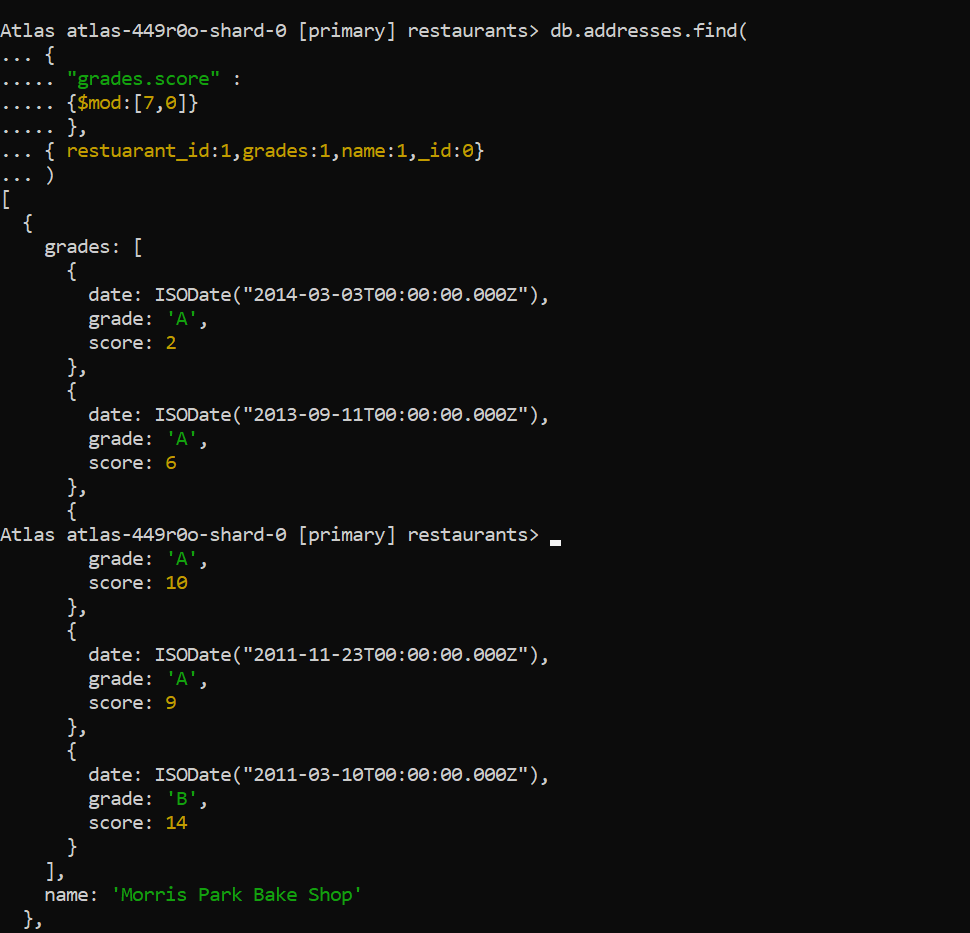 Atlas atlas-449r0o-shard-0 [primary] restaurants> db.addresses.find(
... {
..... "grades.score" :
..... {$mod:[7,0]}
..... },
... { restuarant_id:1,grades:1,name:1,_id:0}
... )
[
  {
    grades: [
      {
        date: ISODate("2014-03-03T00:00:00.000Z"),
        grade: 'A',
        score: 2
      },
      {
        date: ISODate("2013-09-11T00:00:00.000Z"),
        grade: 'A',
        score: 6
      },
      {
Atlas atlas-449r0o-shard-0 [primary] restaurants>
        grade: 'A',
        score: 10
      },
      {
        date: ISODate("2011-11-23T00:00:00.000Z"),
        grade: 'A',
        score: 9
      },
      {
        date: ISODate("2011-03-10T00:00:00.000Z"),
        grade: 'B',
        score: 14
      }
    ],
    name: 'Morris Park Bake Shop'
  },